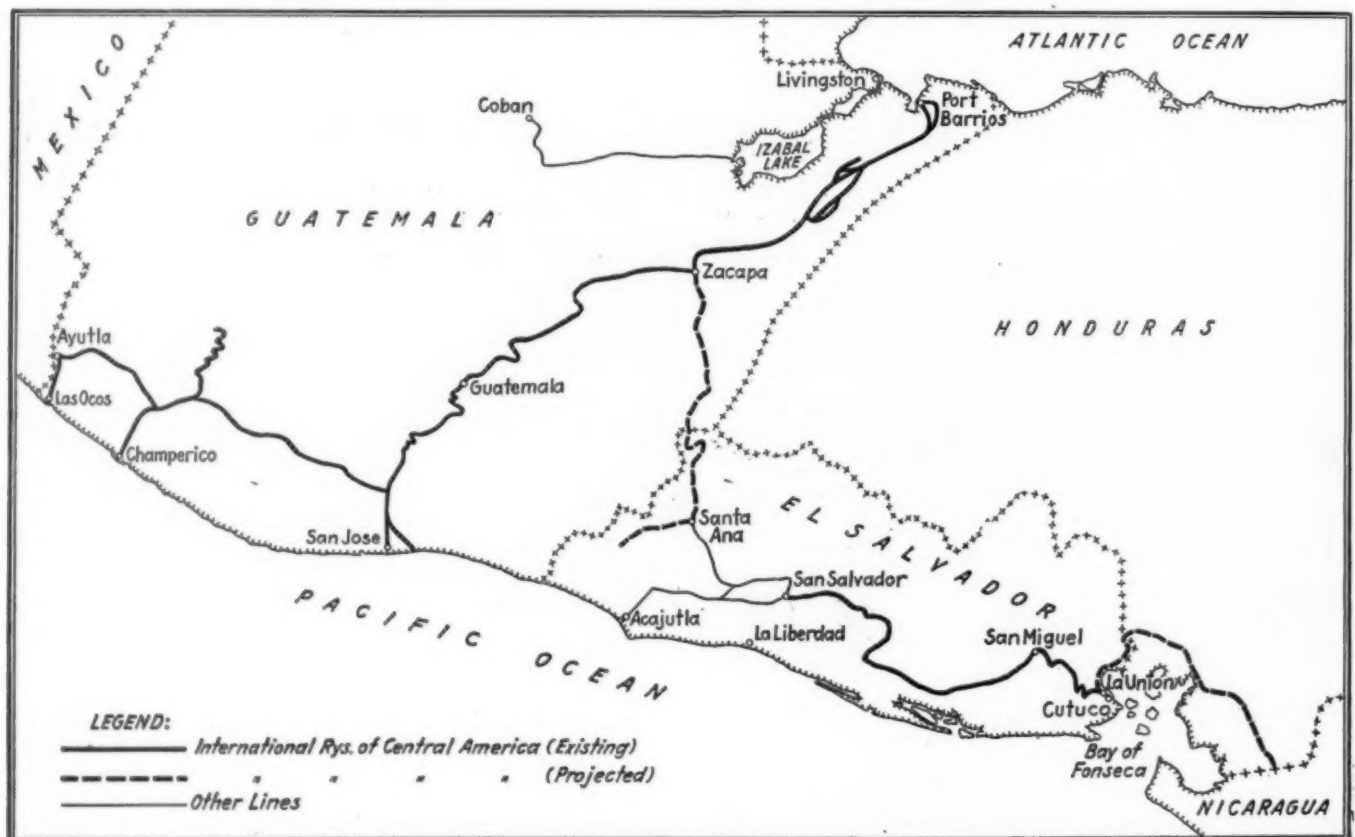 ATLANTIC OCEAN
MEXICO
Livingston
Port
Barrios
Coban
IZABAL
LAKE
GUATEMALA
Zacapa
HONDURAS
Ayutla
Las Ocos
Guatemala
Champerico
Santa
Ana
EL SALVADOR
San Jose
San Salvador
PACIFIC OCEAN
Acajutla
La Liberdad
San Miguel
La Union
Cutuco
Bay of
Fonseca
NICARAGUA
LEGEND:
International Rys. of Central America (Existing)
" " " " (Projected)
Other Lines